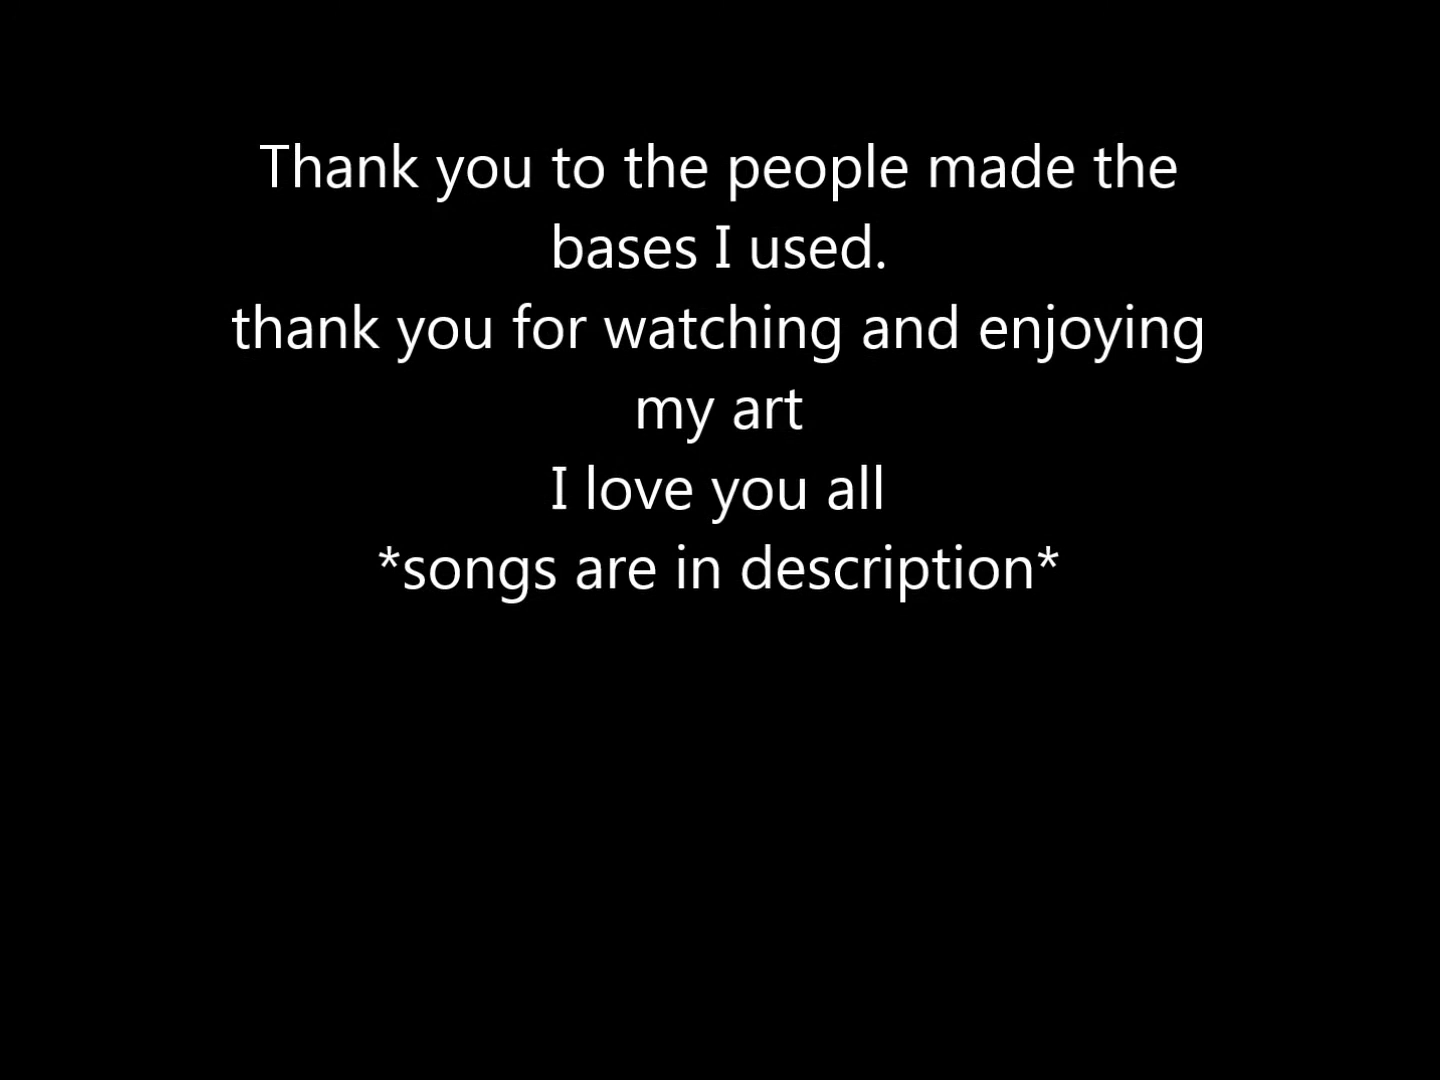 Thank you to the people made the
bases I used.
thank you for watching and enjoying
my art
I love you all
*songs are in description*